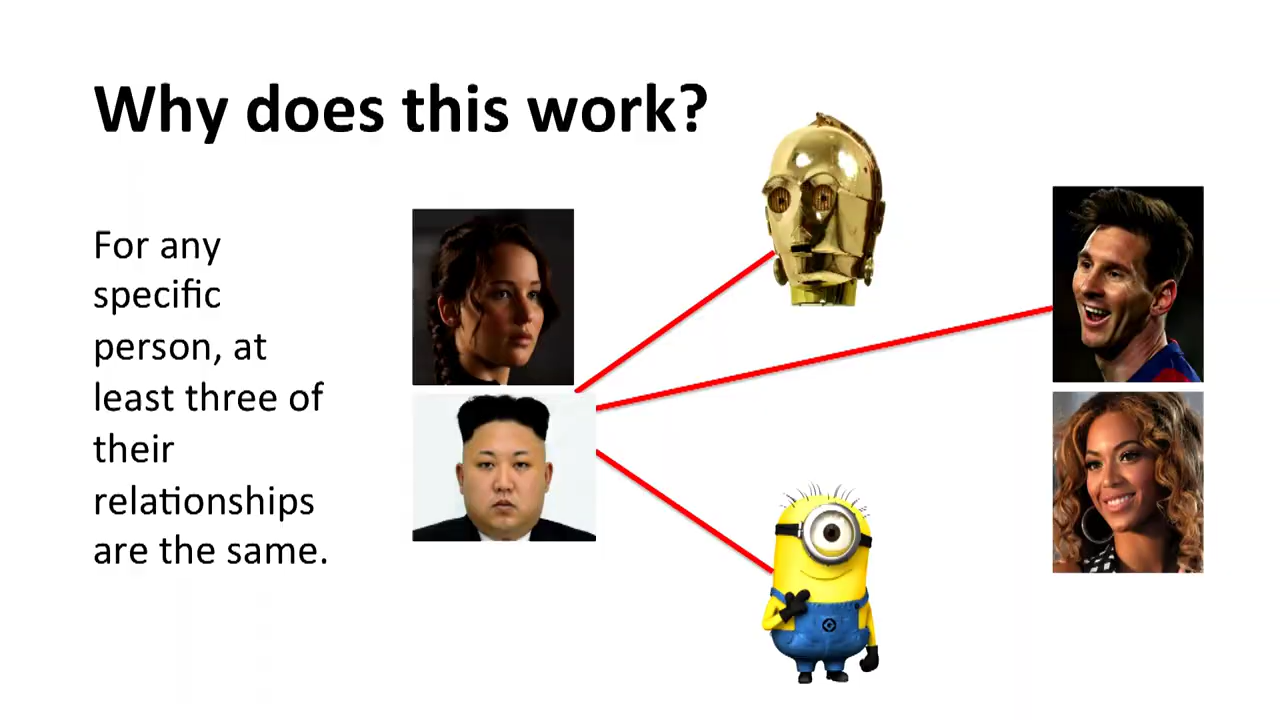 Why does this work?
For any
specific
person, at
least three of
their
relationships
are the same.